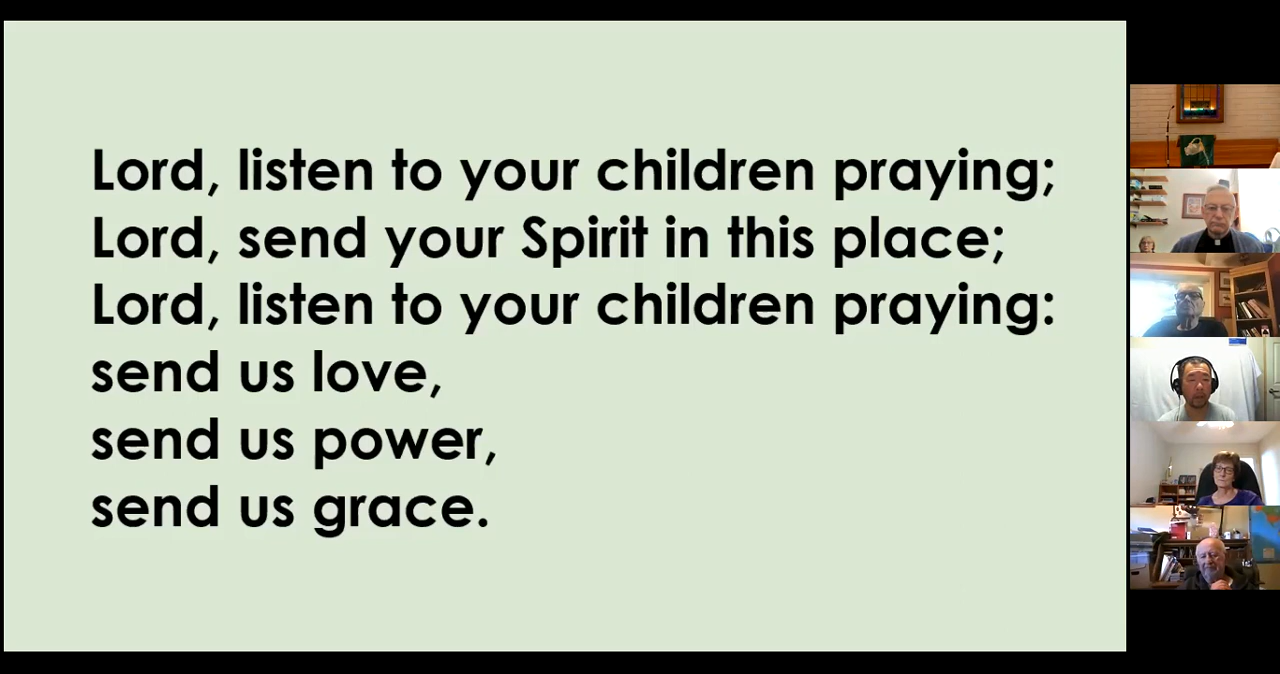 Lord, listen to your children praying;
Lord, send your Spirit in this place;
Lord, listen to your children praying:
send us love,
send us power,
send us grace.